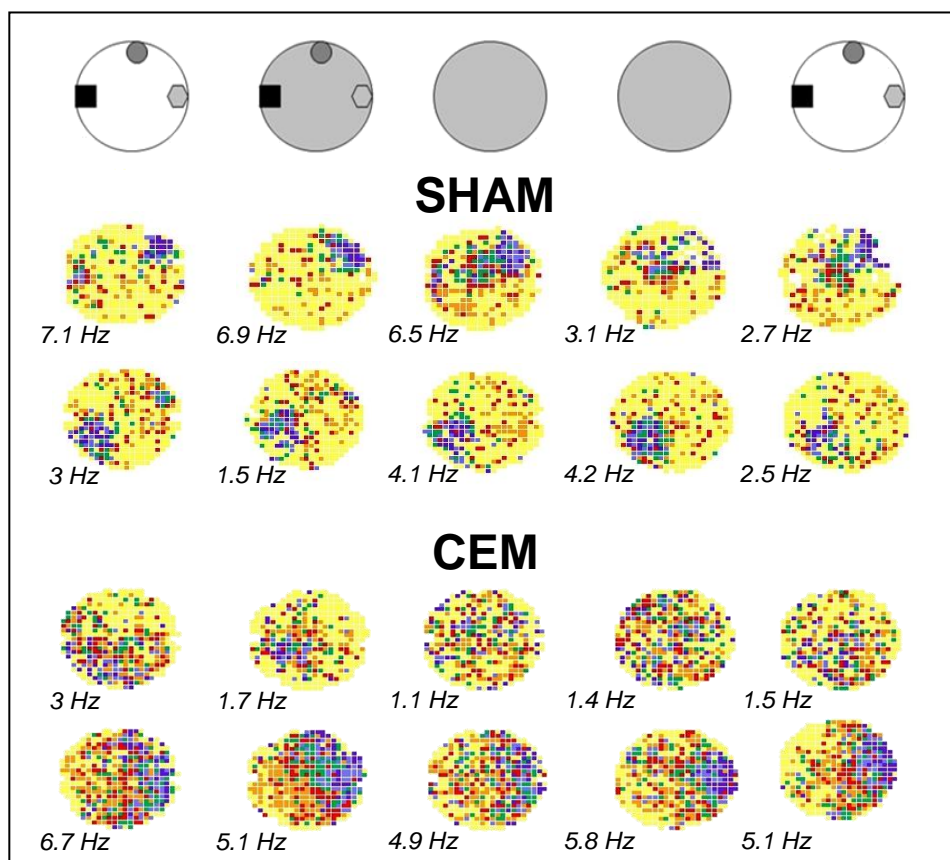 SHAM
7.1 Hz 6.9 Hz 6.5 Hz 3.1 Hz 2.7 Hz
3 Hz 1.5 Hz 4.1 Hz 4.2 Hz 2.5 Hz
CEM
3 Hz 1.7 Hz 1.1 Hz 1.4 Hz 1.5 Hz
6.7 Hz 5.1 Hz 4.9 Hz 5.8 Hz 5.1 Hz